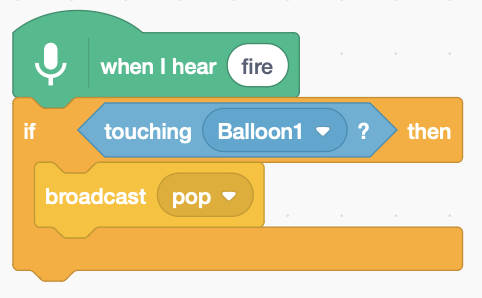 when I hear fire
if touching Balloon1 ? then
broadcast pop